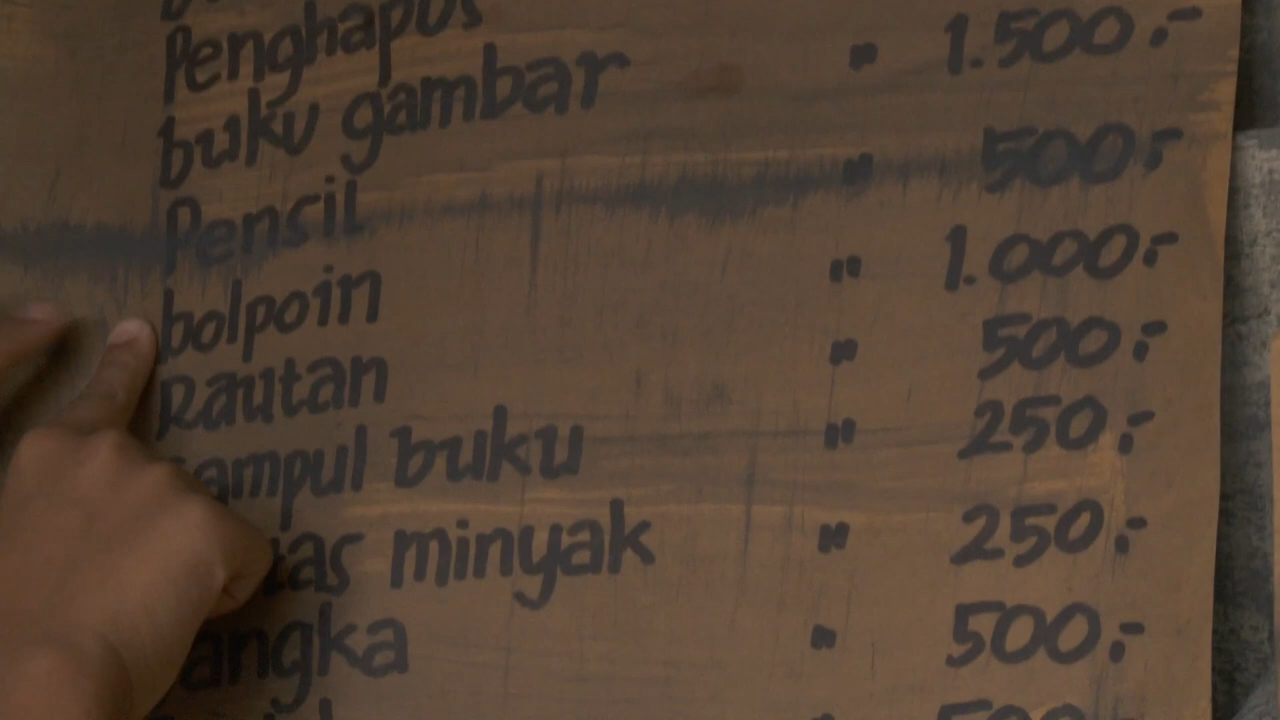 Penghapus
buku gambar " 1.500,-
Pensil " 500,-
bolpoin " 1.000,-
Rautan " 500,-
Sampul buku " 250,-
tas minyak " 250,-
angka " 500,-